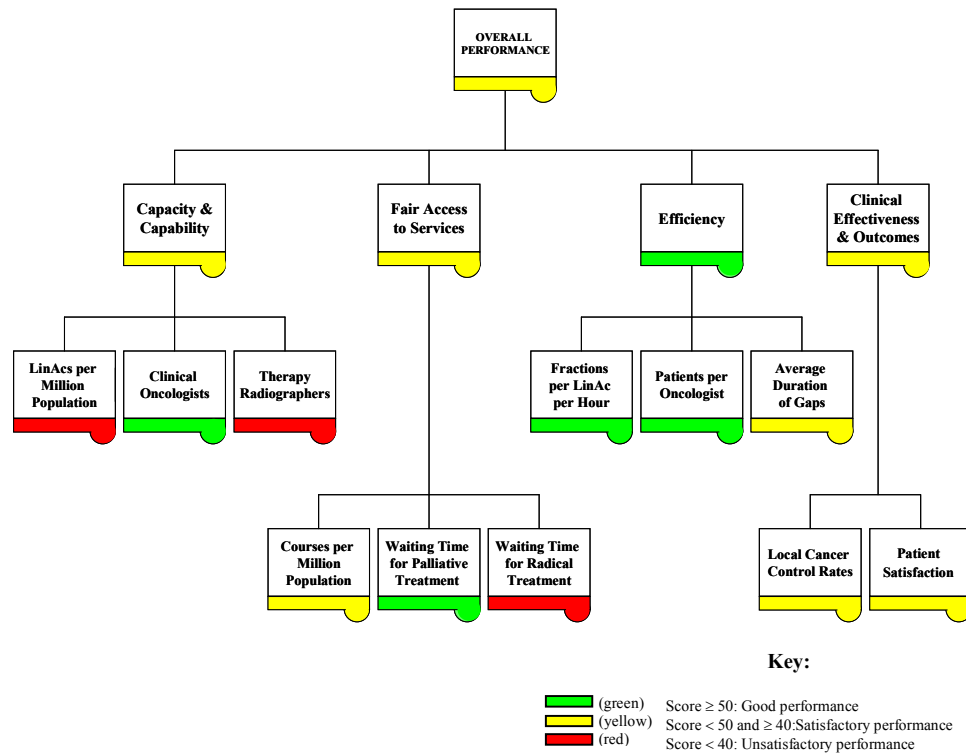 OVERALL
PERFORMANCE
Capacity &
Capability
Fair Access
to Services
Efficiency
Clinical
Effectiveness
& Outcomes
LinAcs per
Million
Population
Clinical
Oncologists
Therapy
Radiographers
Fractions
per LinAc
per Hour
Patients per
Oncologist
Average
Duration
of Gaps
Courses per
Million
Population
Waiting Time
for Palliative
Treatment
Waiting Time
for Radical
Treatment
Local Cancer
Control Rates
Patient
Satisfaction
Key:
(green) Score ≥ 50: Good performance
(yellow) Score < 50 and ≥ 40:Satisfactory performance
(red) Score < 40: Unsatisfactory performance